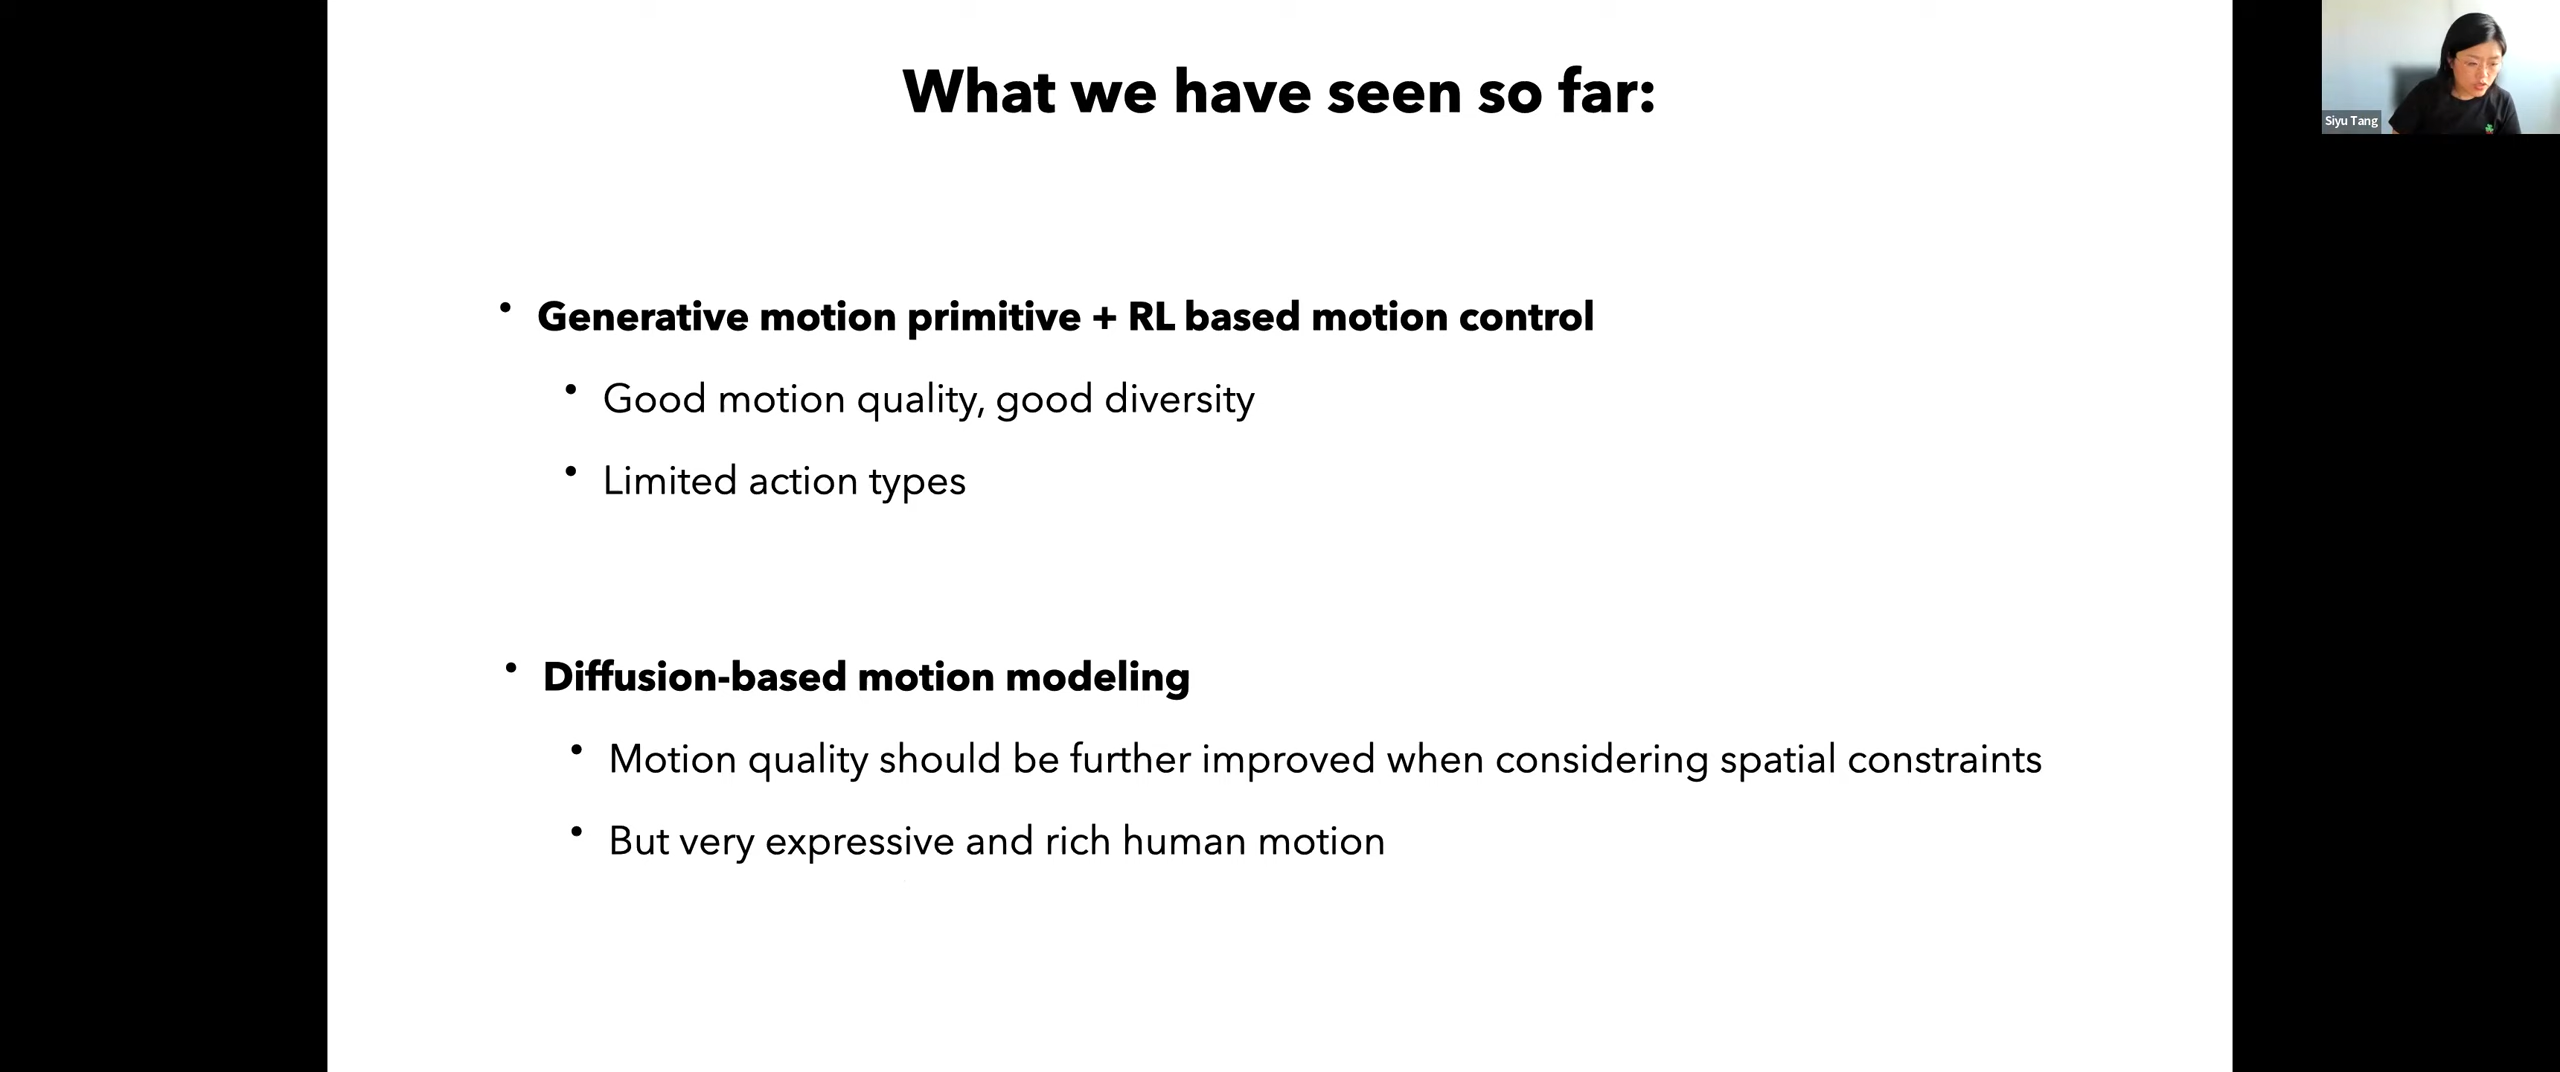 What we have seen so far:
Siyu Tang
• Generative motion primitive + RL based motion control
• Good motion quality, good diversity
• Limited action types
• Diffusion-based motion modeling
• Motion quality should be further improved when considering spatial constraints
• But very expressive and rich human motion